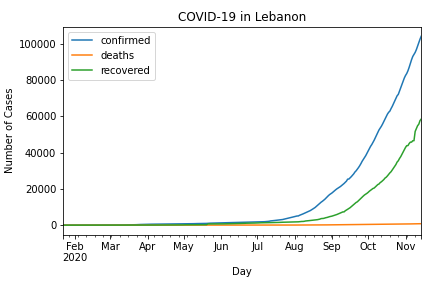 COVID-19 in Lebanon
confirmed
deaths
recovered
Number of Cases
100000
80000
60000
40000
20000
0
Feb Mar Apr May Jun Jul Aug Sep Oct Nov
2020
Day